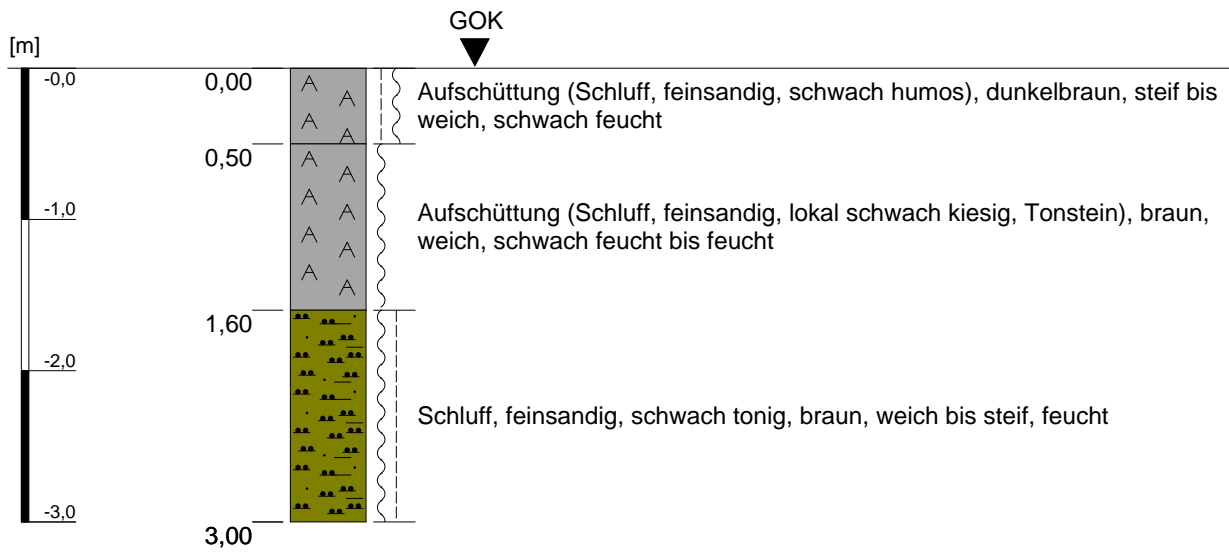 GOK
[m]
-0,0
0,00
Aufschüttung (Schluff, feinsandig, schwach humos), dunkelbraun, steif bis
weich, schwach feucht
0,50
-1,0
Aufschüttung (Schluff, feinsandig, lokal schwach kiesig, Tonstein), braun,
weich, schwach feucht bis feucht
1,60
-2,0
Schluff, feinsandig, schwach tonig, braun, weich bis steif, feucht
-3,0
3,00